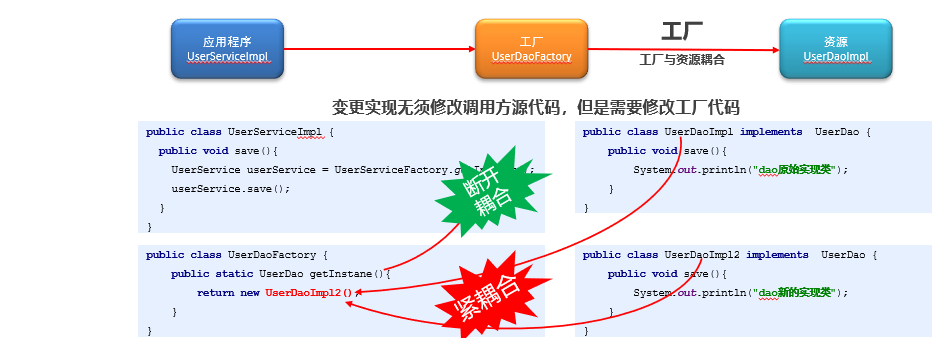 应用程序
UserServiceImpl
工厂
UserDaoFactory
工厂
工厂与资源耦合
资源
UserDaoImpl
变更实现无须修改调用方源代码，但是需要修改工厂代码
public class UserServiceImpl {
public void save(){
UserService userService = UserServiceFactory.
userService.save();
}
}
断开
耦合
public class UserDaoImpl implements UserDao {
public void save(){
System.out.println("dao原始实现类");
}
}
public class UserDaoFactory {
public static UserDao getInstane(){
return new UserDaoImpl2();
}
}
紧耦合
public class UserDaoImpl2 implements UserDao {
public void save(){
System.out.println("dao新的实现类");
}
}